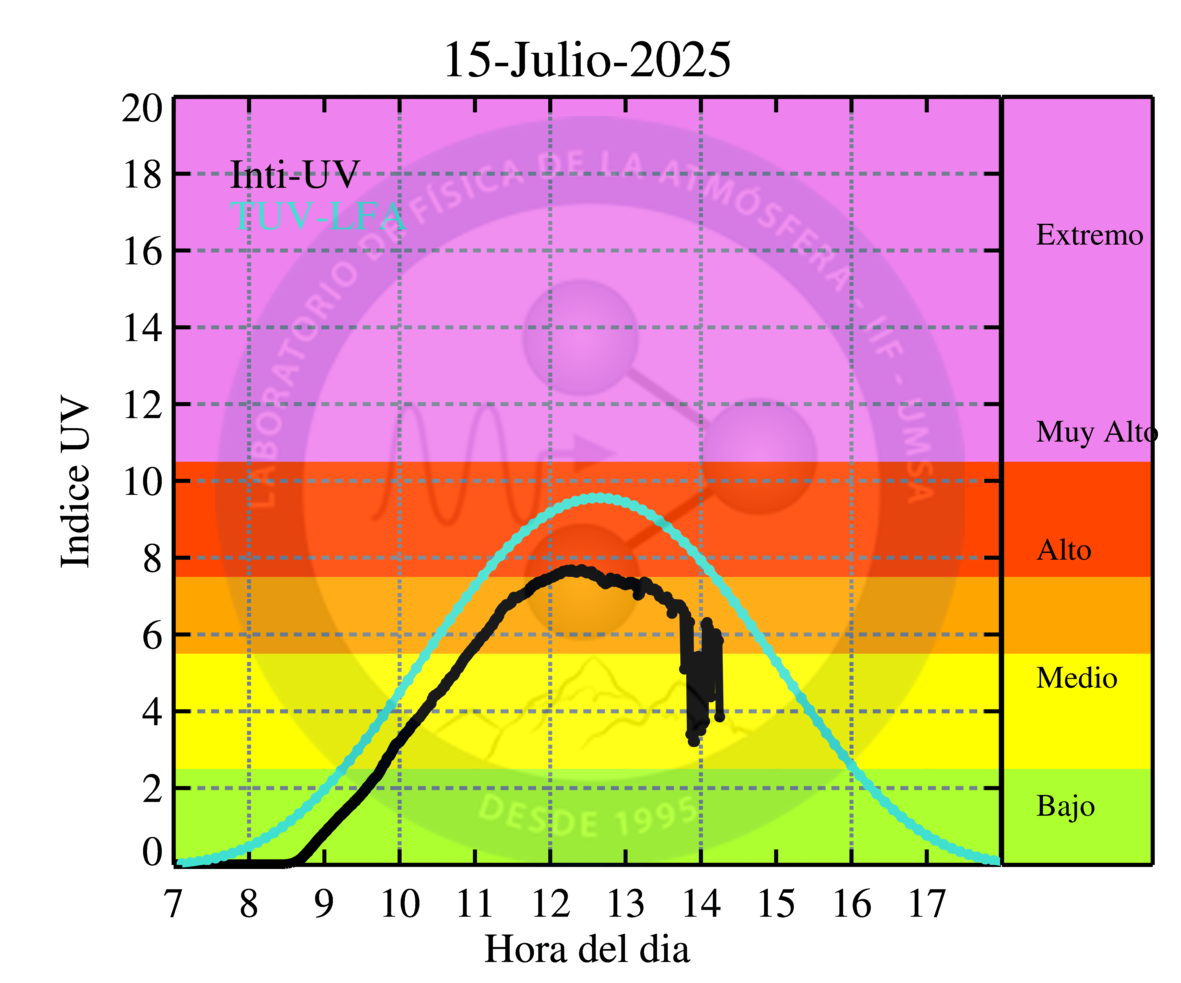 15-Julio-2025
20
18
16
14
12
10
8
6
4
2
0
Indice UV
Inti-UV
TUV-LFA
LABORATORIO DE FÍSICA DE LA ATMÓSFERA - IIF - UMSA
DESDE 1995
Extremo
Muy Alto
Alto
Medio
Bajo
7 8 9 10 11 12 13 14 15 16 17
Hora del dia